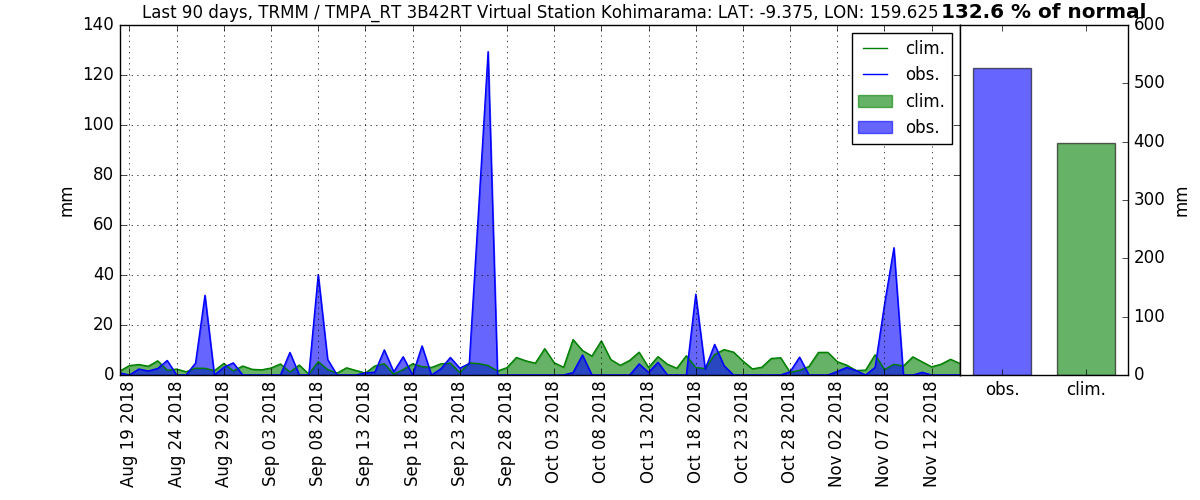 Last 90 days, TRMM / TMPA_RT 3B42RT Virtual Station Kohimarama: LAT: -9.375, LON: 159.625 132.6 % of normal
140
120
100
80
60
40
20
0
mm
clim.
obs.
clim.
obs.
600
500
400
300
200
100
0
mm
Aug 19 2018
Aug 24 2018
Aug 29 2018
Sep 03 2018
Sep 08 2018
Sep 13 2018
Sep 18 2018
Sep 23 2018
Sep 28 2018
Oct 03 2018
Oct 08 2018
Oct 13 2018
Oct 18 2018
Oct 23 2018
Oct 28 2018
Nov 02 2018
Nov 07 2018
Nov 12 2018
obs.
clim.